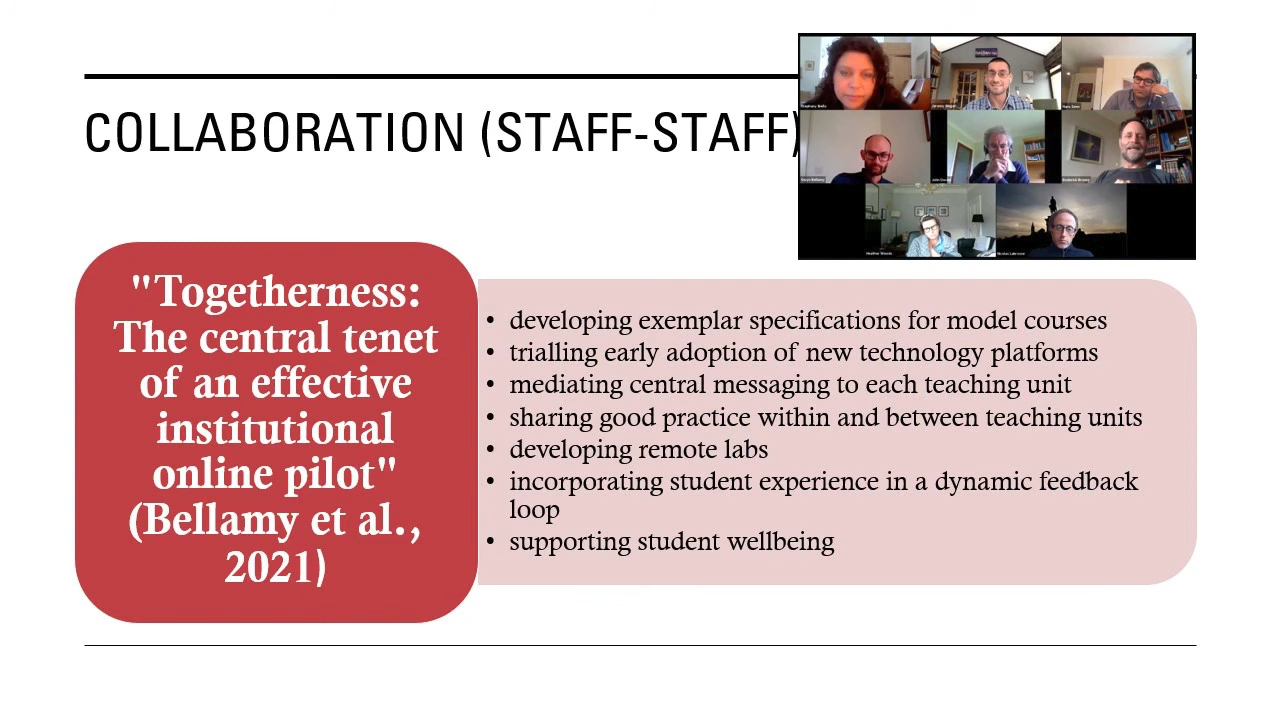 COLLABORATION (STAFF-STAFF)
"Togetherness:
The central tenet
of an effective
institutional
online pilot"
(Bellamy et al.,
2021)
• developing exemplar specifications for model courses
• trialling early adoption of new technology platforms
• mediating central messaging to each teaching unit
• sharing good practice within and between teaching units
• developing remote labs
• incorporating student experience in a dynamic feedback
loop
• supporting student wellbeing
Heather Woods